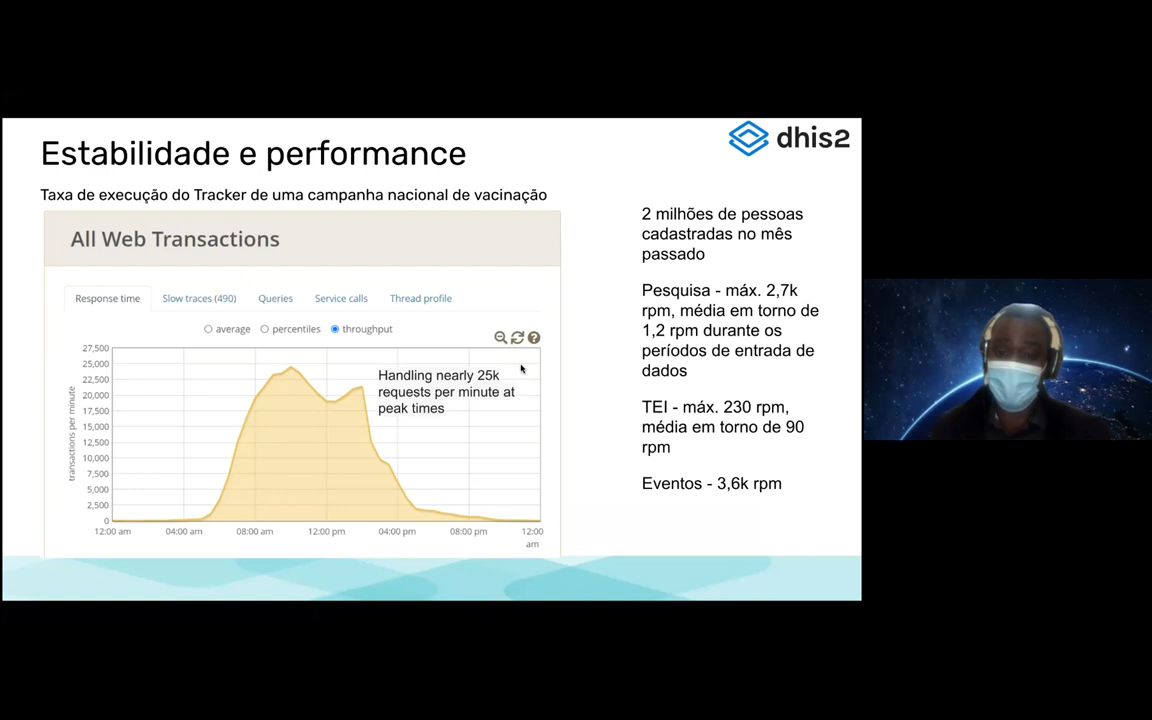 dhis2
Estabilidade e performance
Taxa de execução do Tracker de uma campanha nacional de vacinação
All Web Transactions
Response time Slow traces (490) Queries Service calls Thread profile
average percentiles throughput
?
27,500
25,000
22,500
20,000
17,500
15,000
12,500
10,000
7,500
5,000
2,500
0
transactions per minute
Handling nearly 25k
requests per minute at
peak times
12:00 am 04:00 am 08:00 am 12:00 pm 04:00 pm 08:00 pm 12:00
am
2 milhões de pessoas
cadastradas no mês
passado
Pesquisa - máx. 2,7k
rpm, média em torno de
1,2 rpm durante os
períodos de entrada de
dados
TEI - máx. 230 rpm,
média em torno de 90
rpm
Eventos - 3,6k rpm